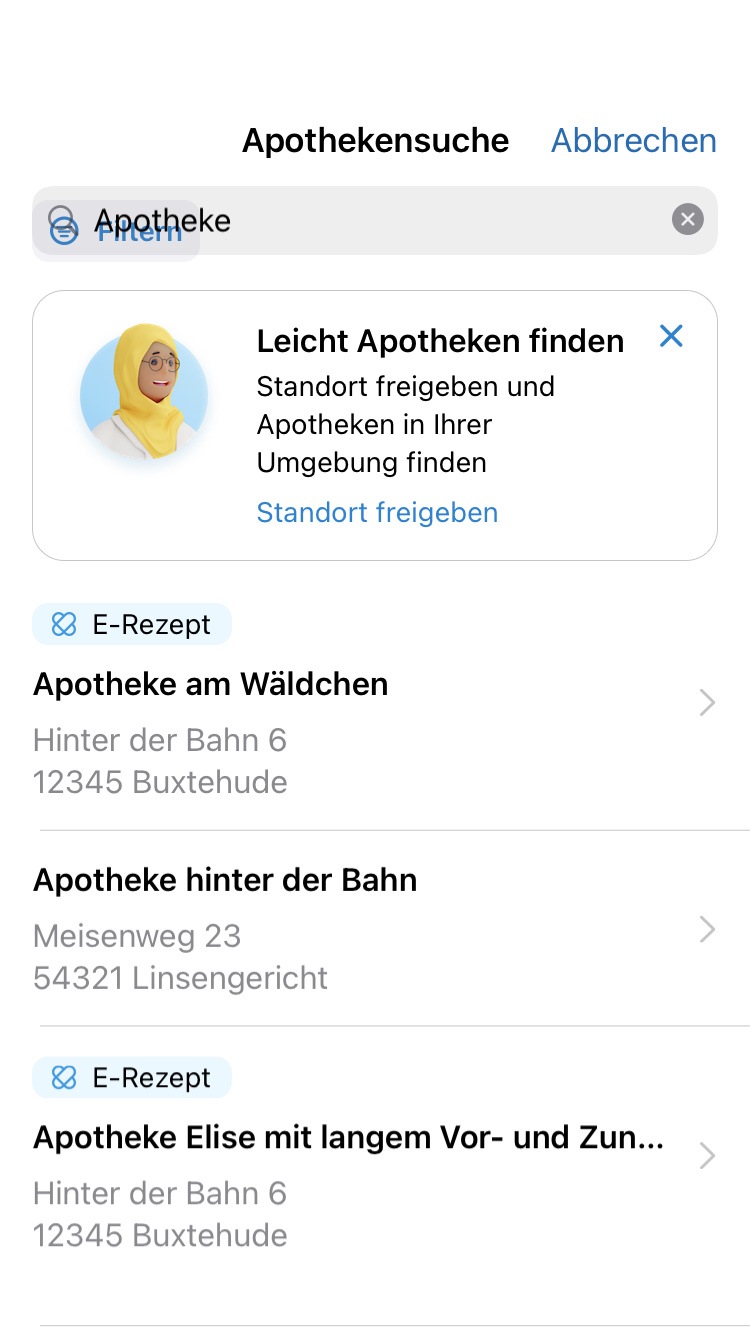 Apothekensuche Abbrechen
Apotheke
Filtern
Leicht Apotheken finden
Standort freigeben und
Apotheken in Ihrer
Umgebung finden
Standort freigeben
E-Rezept
Apotheke am Wäldchen
Hinter der Bahn 6
12345 Buxtehude
Apotheke hinter der Bahn
Meisenweg 23
54321 Linsengericht
E-Rezept
Apotheke Elise mit langem Vor- und Zun...
Hinter der Bahn 6
12345 Buxtehude